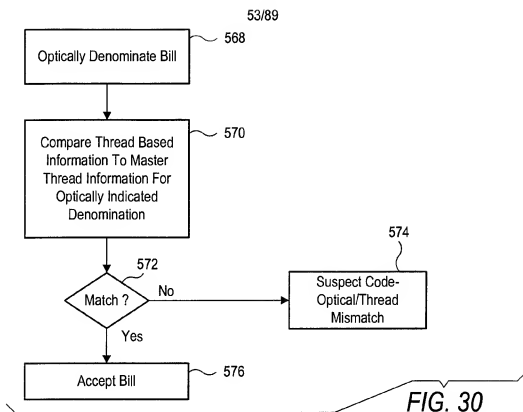 53/89
Optically Denominate Bill
568
Compare Thread Based
Information To Master
Thread Information For
Optically Indicated
Denomination
570
Match ?
572
No
Yes
574
Suspect Code-
Optical/Thread
Mismatch
Accept Bill
576
FIG. 30